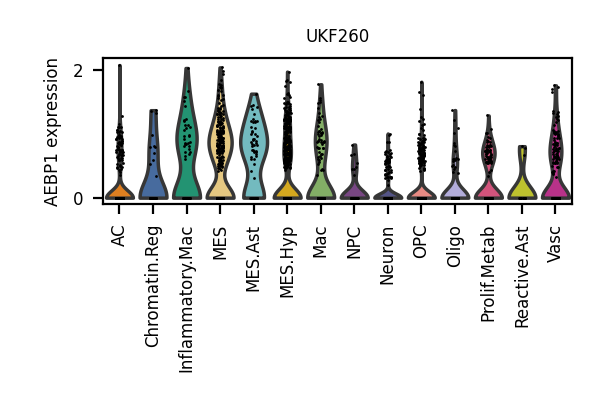 UKF260
AEBP1 expression
2
0
AC
Chromatin.Reg
Inflammatory.Mac
MES
MES.Ast
MES.Hyp
Mac
NPC
Neuron
OPC
Oligo
Prolif.Metab
Reactive.Ast
Vasc